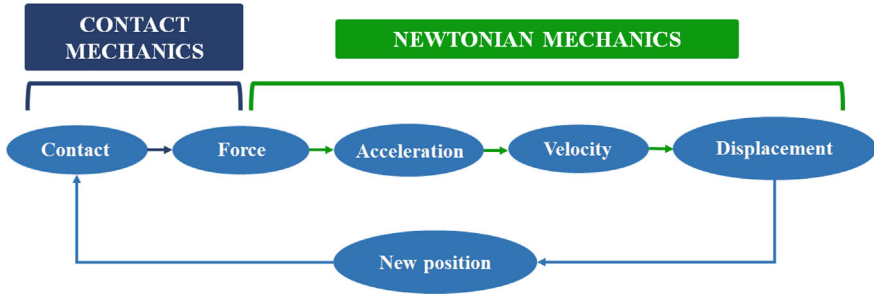 CONTACT
MECHANICS
NEWTONIAN MECHANICS
Contact
Force
Acceleration
Velocity
Displacement
New position